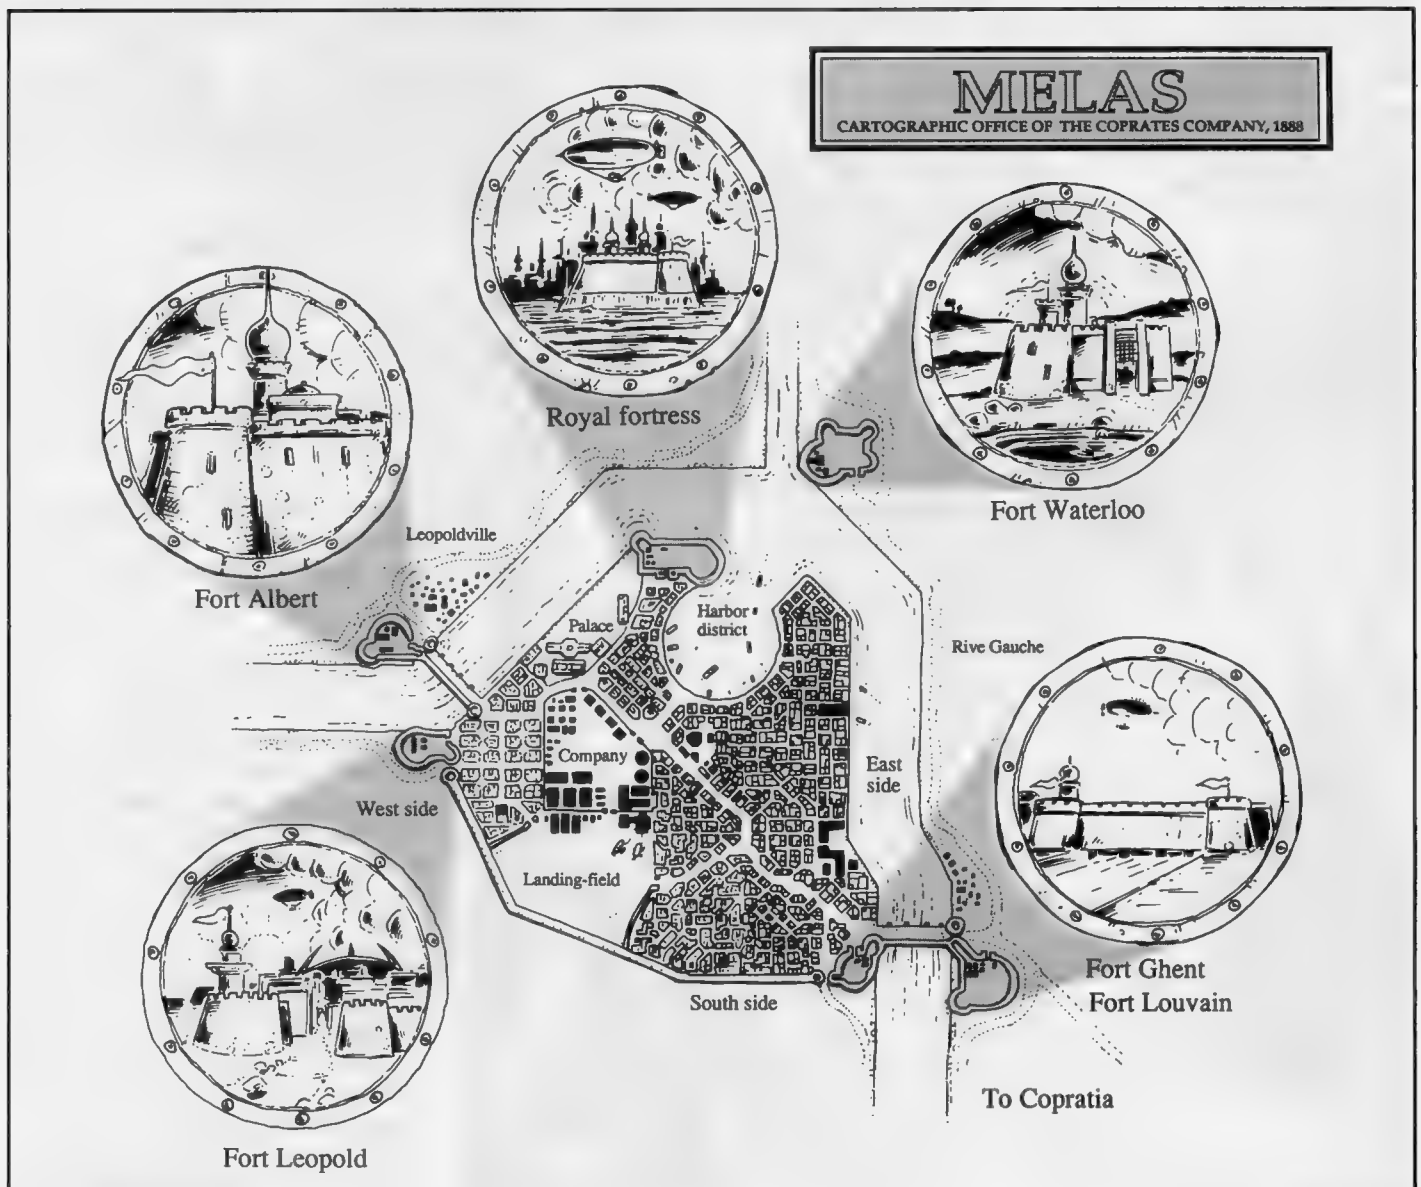 MELAS
CARTOGRAPHIC OFFICE OF THE COPRATES COMPANY, 1888
Royal fortress
Fort Waterloo
Leopoldville
Fort Albert
Palace
Harbor
district
Rive Gauche
Company
East
side
West side
Landing-field
South side
Fort Ghent
Fort Louvain
To Copratia
Fort Leopold